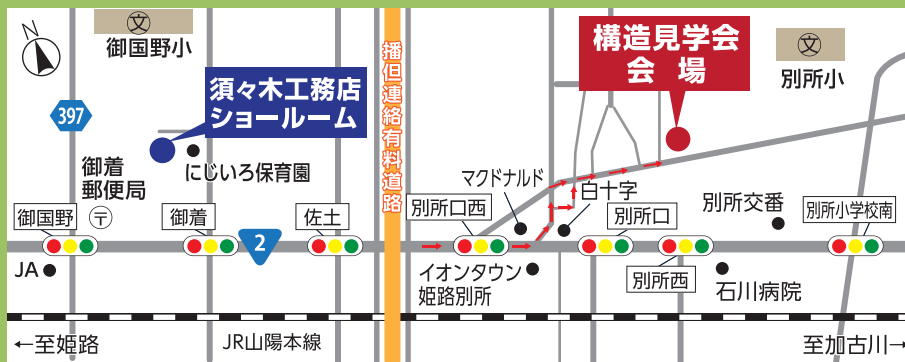 N
文
御国野小
397
須々木工務店
ショールーム
播但連絡有料道路
構造見学会
会場
文
別所小
御着
郵便局
〒
にじいろ保育園
マクドナルド
白十字
御国野
御着
佐土
別所口西
別所口
別所交番
別所小学校南
2
JA
イオンタウン
姫路別所
別所西
石川病院
←至姫路
JR山陽本線
至加古川→